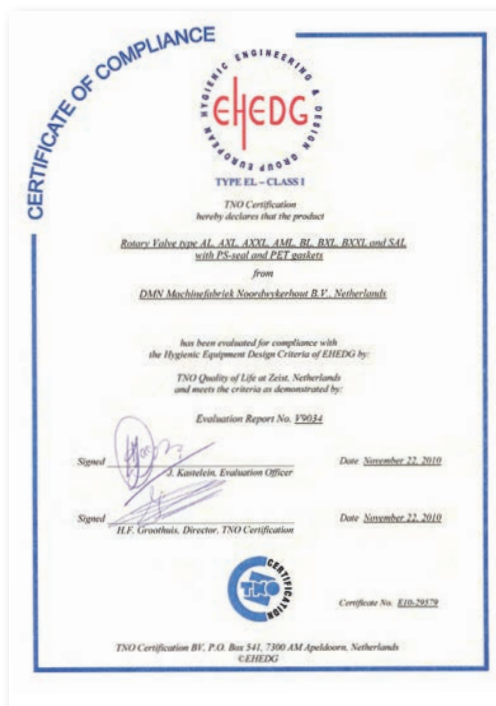 CERTIFICATE OF COMPLIANCE
EUROPEAN HYGIENIC ENGINEERING & DESIGN GROUP
EHEDG
TYPE EL – CLASS I
TNO Certification
hereby declares that the product
Rotary Valve type AL, AXL, AXXL, AML, BL, BXL, BXXL and SAL
with PS-seal and PET gaskets
from
DMN Machinefabriek Noordwykerhout B.V., Netherlands
has been evaluated for compliance with
the Hygienic Equipment Design Criteria of EHEDG by:
TNO Quality of Life at Zeist, Netherlands
and meets the criteria as demonstrated by:
Evaluation Report No. V9034
Signed
Date November 22, 2010
J. Kastelein, Evaluation Officer
Signed
Date November 22, 2010
H.F. Groothuis, Director, TNO Certification
TNO CERTIFICATION
Certificate No. E10-29579
TNO Certification BV, P.O. Box 541, 7300 AM Apeldoorn, Netherlands
©EHEDG